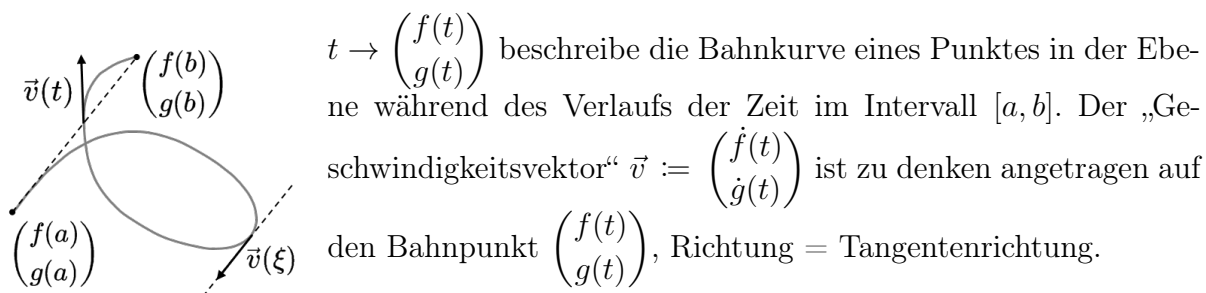 $\vec{v}(t)$ $\begin{pmatrix} f(b) \\ g(b) \end{pmatrix}$
$\begin{pmatrix} f(a) \\ g(a) \end{pmatrix}$ $\vec{v}(\xi)$
$t \to \begin{pmatrix} f(t) \\ g(t) \end{pmatrix}$ beschreibe die Bahnkurve eines Punktes in der Ebe-
ne während des Verlaufs der Zeit im Intervall $[a, b]$. Der „Ge-
schwindigkeitsvektor“ $\vec{v} := \begin{pmatrix} \dot{f}(t) \\ \dot{g}(t) \end{pmatrix}$ ist zu denken angetragen auf
den Bahnpunkt $\begin{pmatrix} f(t) \\ g(t) \end{pmatrix}$, Richtung = Tangentenrichtung.